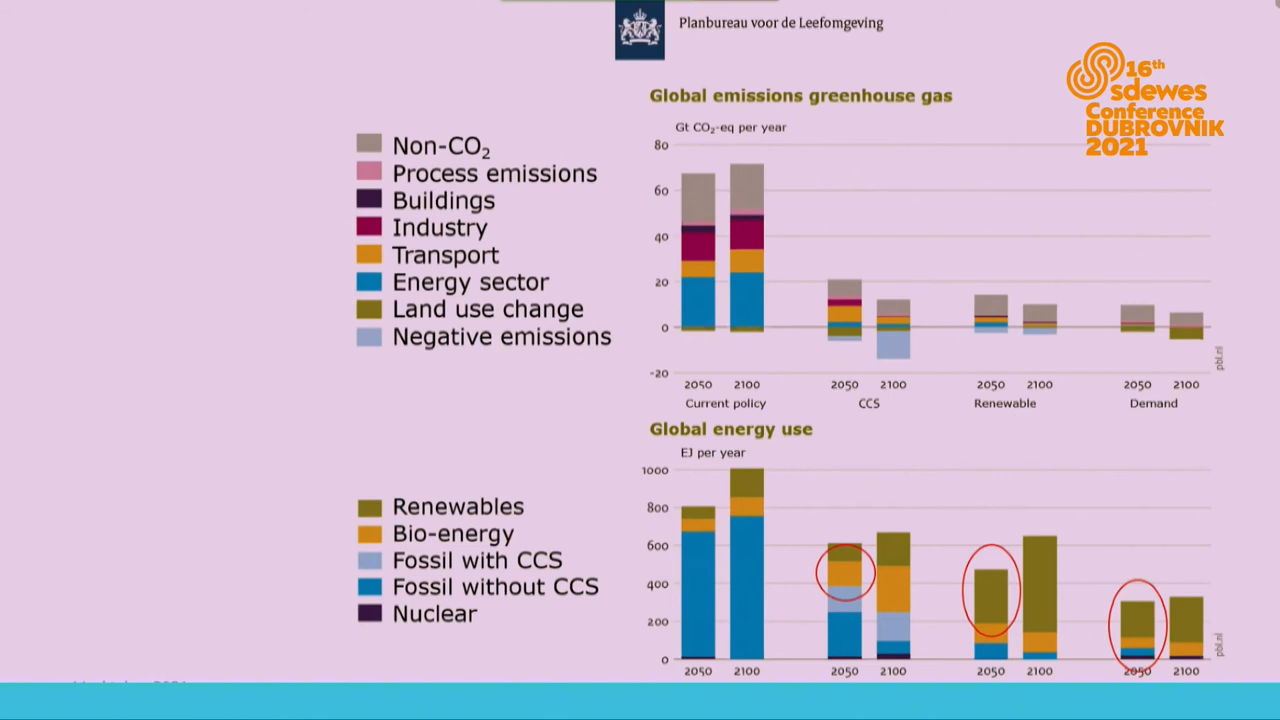 Planbureau voor de Leefomgeving
16th
sdewes
Conference
DUBROVNIK
2021
Global emissions greenhouse gas
Gt CO₂-eq per year
Non-CO₂
Process emissions
Buildings
Industry
Transport
Energy sector
Land use change
Negative emissions
80
60
40
20
0
-20
2050 2100 2050 2100 2050 2100 2050 2100
Current policy CCS Renewable Demand
pbl.nl
Global energy use
EJ per year
Renewables
Bio-energy
Fossil with CCS
Fossil without CCS
Nuclear
1000
800
600
400
200
0
2050 2100 2050 2100 2050 2100 2050 2100
pbl.nl